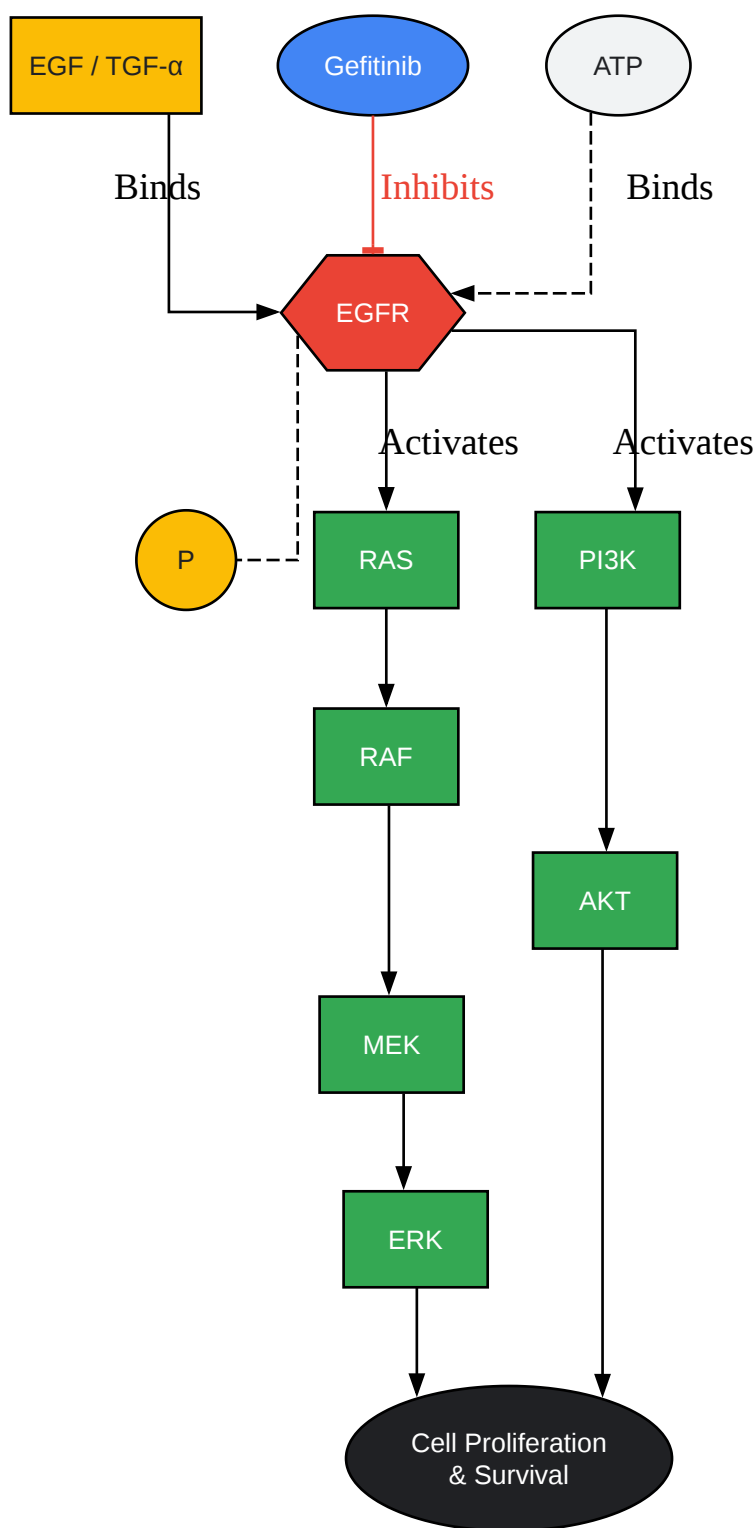 EGF / TGF-α
Gefitinib
ATP
Binds
Inhibits
Binds
EGFR
Activates
Activates
P
RAS
PI3K
RAF
AKT
MEK
ERK
Cell Proliferation
& Survival